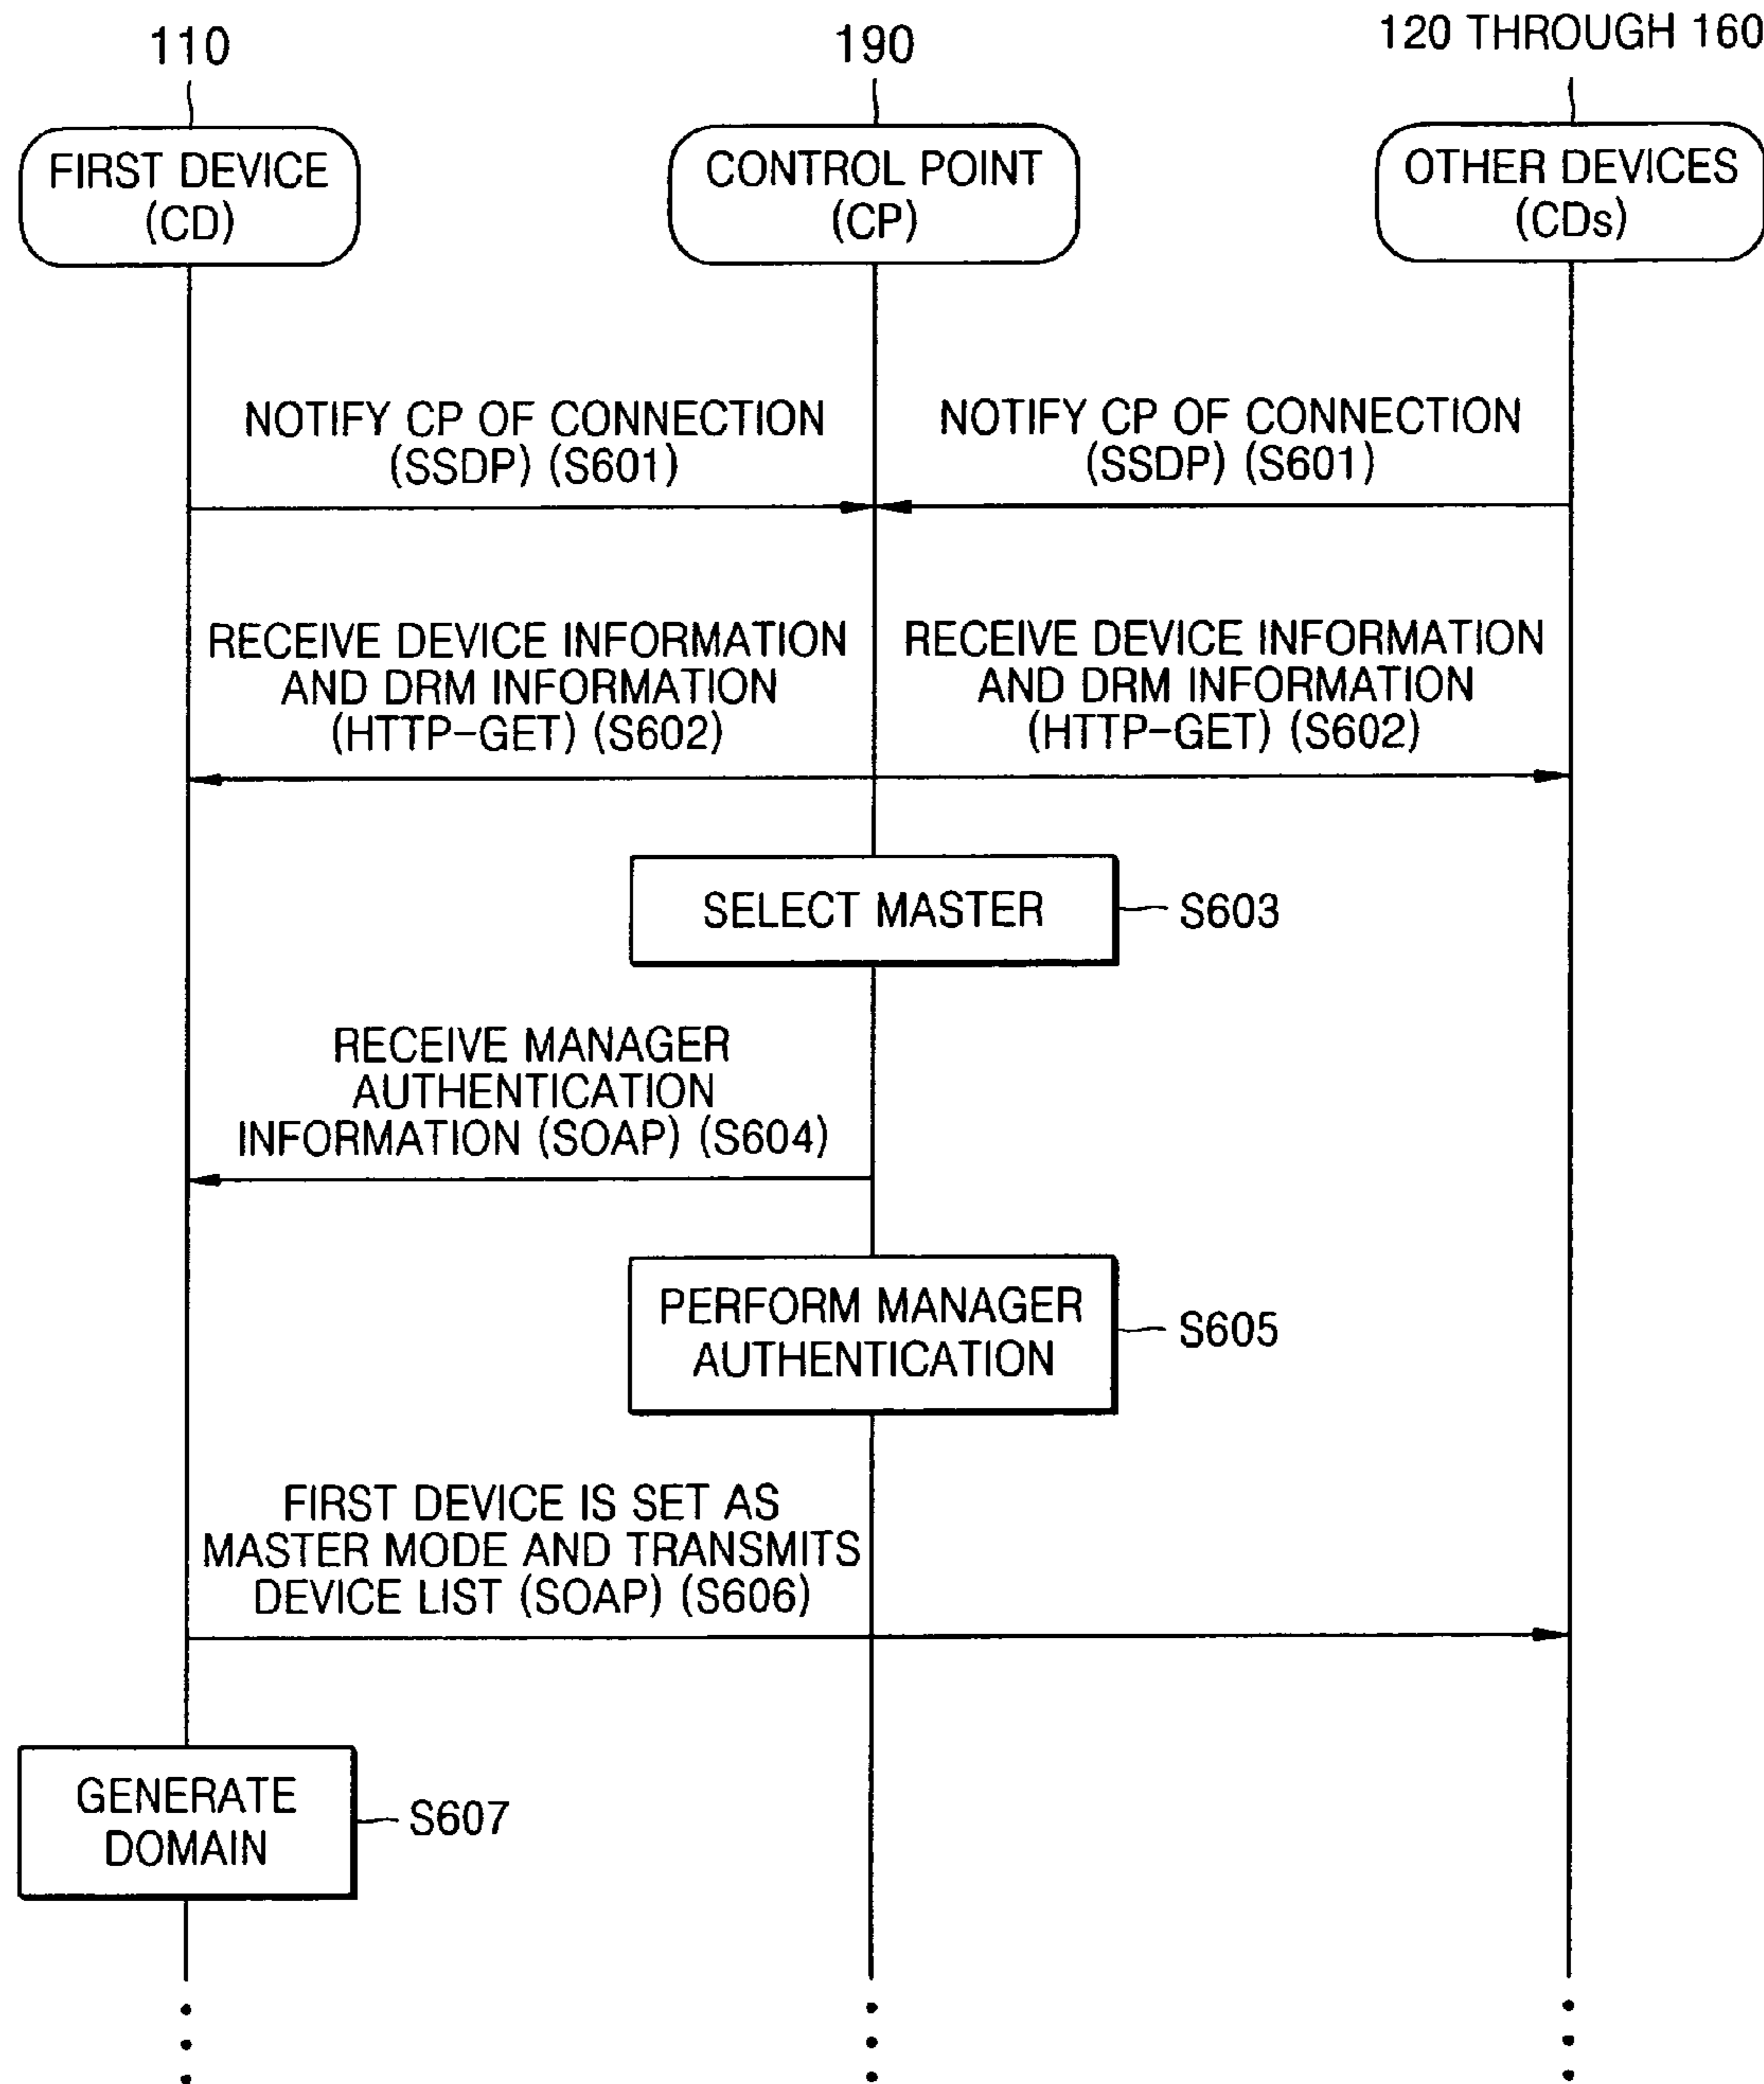 110
190
120 THROUGH 160
FIRST DEVICE
(CD)
CONTROL POINT
(CP)
OTHER DEVICES
(CDs)
NOTIFY CP OF CONNECTION
(SSDP) (S601)
NOTIFY CP OF CONNECTION
(SSDP) (S601)
RECEIVE DEVICE INFORMATION
AND DRM INFORMATION
(HTTP-GET) (S602)
RECEIVE DEVICE INFORMATION
AND DRM INFORMATION
(HTTP-GET) (S602)
SELECT MASTER
S603
RECEIVE MANAGER
AUTHENTICATION
INFORMATION (SOAP) (S604)
PERFORM MANAGER
AUTHENTICATION
S605
FIRST DEVICE IS SET AS
MASTER MODE AND TRANSMITS
DEVICE LIST (SOAP) (S606)
GENERATE
DOMAIN
S607